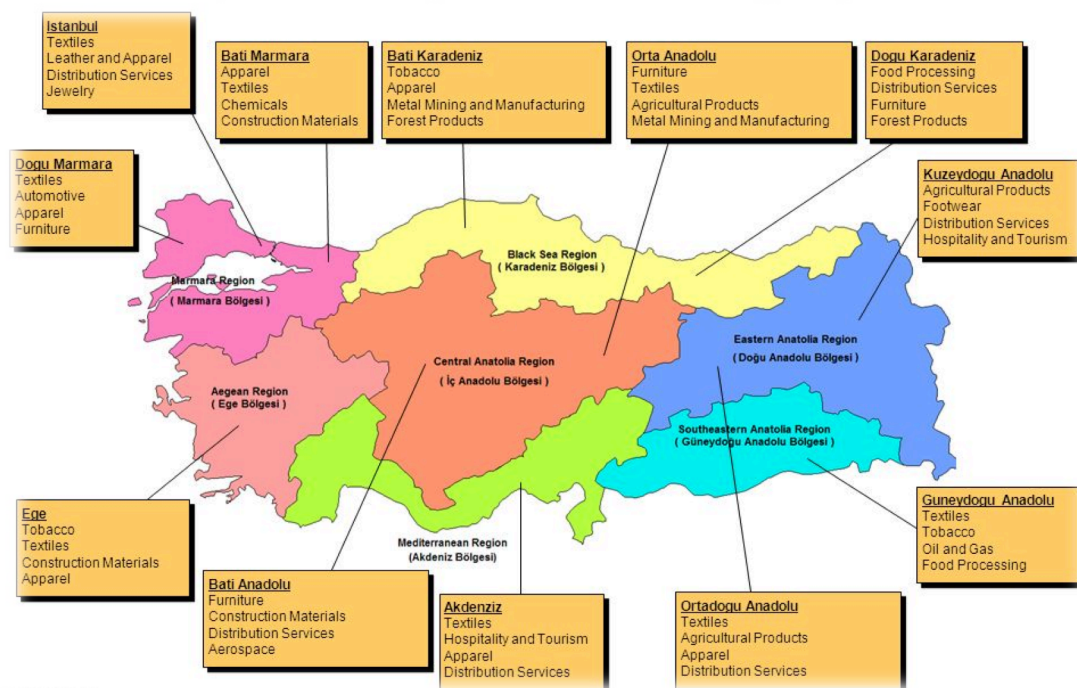 Istanbul
Textiles
Leather and Apparel
Distribution Services
Jewelry
Bati Marmara
Apparel
Textiles
Chemicals
Construction Materials
Bati Karadeniz
Tobacco
Apparel
Metal Mining and Manufacturing
Forest Products
Orta Anadolu
Furniture
Textiles
Agricultural Products
Metal Mining and Manufacturing
Dogu Karadeniz
Food Processing
Distribution Services
Furniture
Forest Products
Dogu Marmara
Textiles
Automotive
Apparel
Furniture
Kuzeydogu Anadolu
Agricultural Products
Footwear
Distribution Services
Hospitality and Tourism
Marmara Region
( Marmara Bölgesi )
Black Sea Region
( Karadeniz Bölgesi )
Aegean Region
( Ege Bölgesi )
Central Anatolia Region
( İç Anadolu Bölgesi )
Eastern Anatolia Region
( Doğu Anadolu Bölgesi )
Southeastern Anatolia Region
( Güneydoğu Anadolu Bölgesi )
Mediterranean Region
(Akdeniz Bölgesi)
Ege
Tobacco
Textiles
Construction Materials
Apparel
Bati Anadolu
Furniture
Construction Materials
Distribution Services
Aerospace
Akdenziz
Textiles
Hospitality and Tourism
Apparel
Distribution Services
Ortadogu Anadolu
Textiles
Agricultural Products
Apparel
Distribution Services
Guneydogu Anadolu
Textiles
Tobacco
Oil and Gas
Food Processing